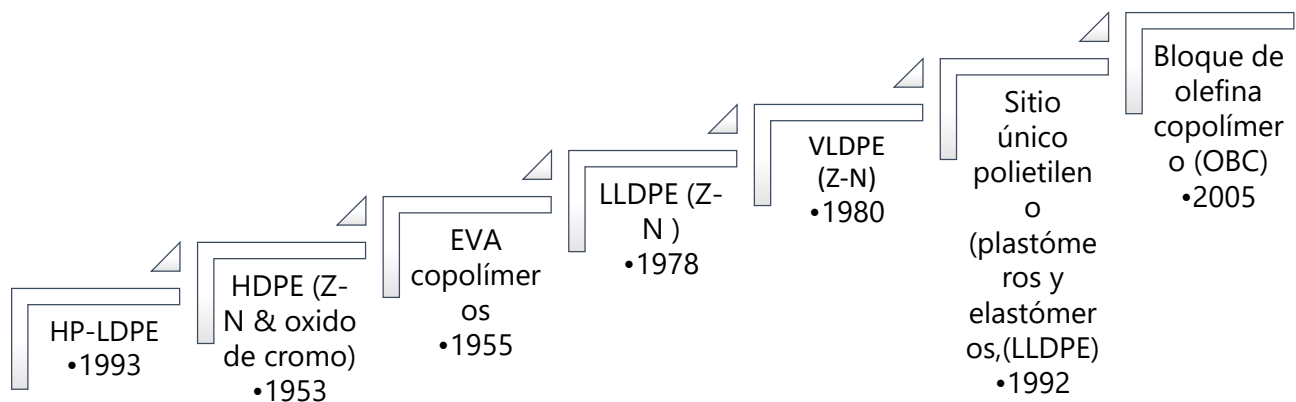 HP-LDPE
•1993
HDPE (Z-
N & oxido
de cromo)
•1953
EVA
copolímer
os
•1955
LLDPE (Z-
N )
•1978
VLDPE
(Z-N)
•1980
Sitio
único
polietilen
o
(plastóme
ros y
elastómer
os,(LLDPE)
•1992
Bloque de
olefina
copolímer
o (OBC)
•2005